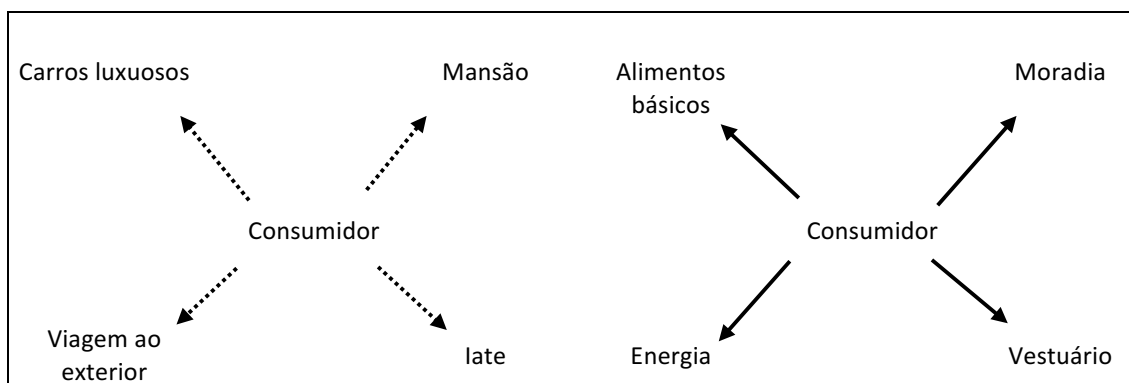 Carros luxuosos
Mansão
Consumidor
Viagem ao
exterior
Iate
Alimentos
básicos
Moradia
Consumidor
Energia
Vestuário